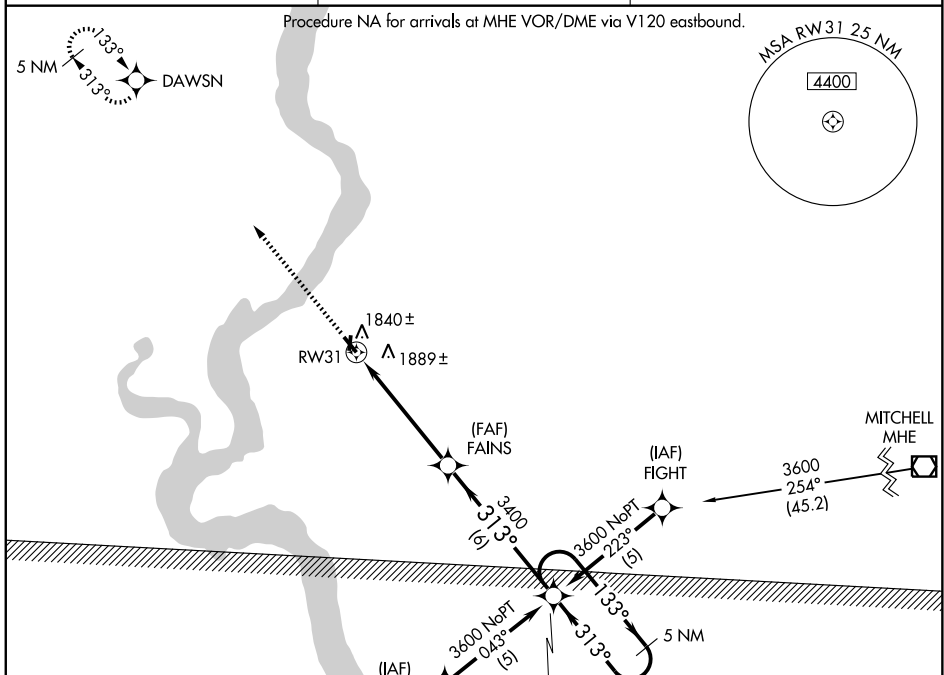 Procedure NA for arrivals at MHE VOR/DME via V120 eastbound.
133°
5 NM
313°
DAWSN
MSA RW31 25 NM
4400
1840±
RW31
1889±
(FAF)
FAINS
MITCHELL
MHE
(IAF)
FIGHT
3600
254°
(45.2)
3400
313°
(6)
3600 NoPT
223°
(5)
133°
3600 NoPT
043°
(5)
313°
5 NM
(IAF)